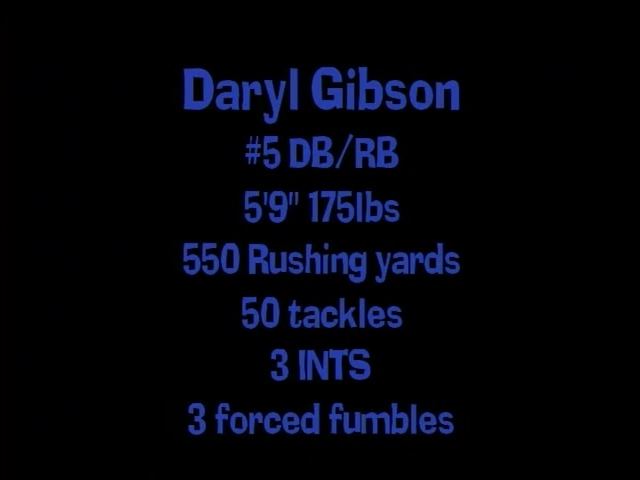 Daryl Gibson
#5 DB/RB
5'9" 175lbs
550 Rushing yards
50 tackles
3 INTS
3 forced fumbles